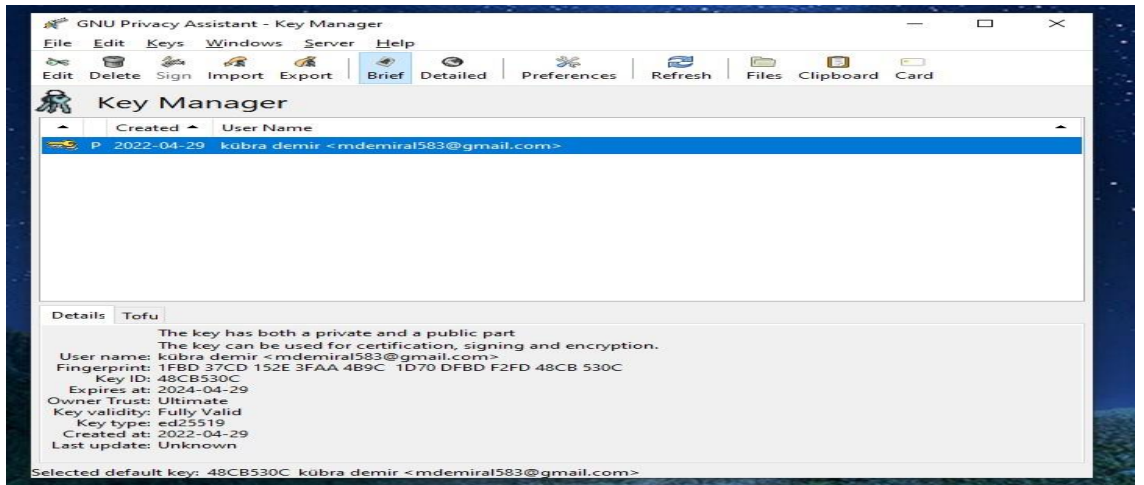 GNU Privacy Assistant - Key Manager
File Edit Keys Windows Server Help
Edit Delete Sign Import Export Brief Detailed Preferences Refresh Files Clipboard Card
Key Manager
Created User Name
P 2022-04-29 kübra demir <mdemiral583@gmail.com>
Details Tofu
The key has both a private and a public part
The key can be used for certification, signing and encryption.
User name: kübra demir <mdemiral583@gmail.com>
Fingerprint: 1FBD 37CD 152E 3FAA 4B9C 1D70 DFBD F2FD 48CB 530C
Key ID: 48CB530C
Expires at: 2024-04-29
Owner Trust: Ultimate
Key validity: Fully Valid
Key type: ed25519
Created at: 2022-04-29
Last update: Unknown
Selected default key: 48CB530C kübra demir <mdemiral583@gmail.com>